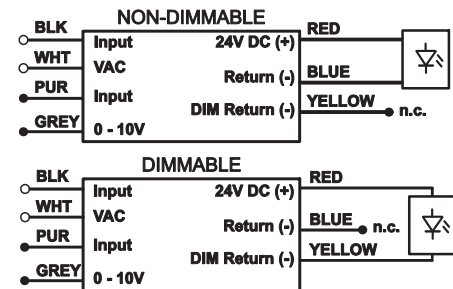 NON-DIMMABLE
BLK Input 24V DC (+) RED
WHT VAC Return (-) BLUE
PUR Input DIM Return (-) YELLOW n.c.
GREY 0 - 10V
DIMMABLE
BLK Input 24V DC (+) RED
WHT VAC Return (-) BLUE n.c.
PUR Input DIM Return (-) YELLOW
GREY 0 - 10V